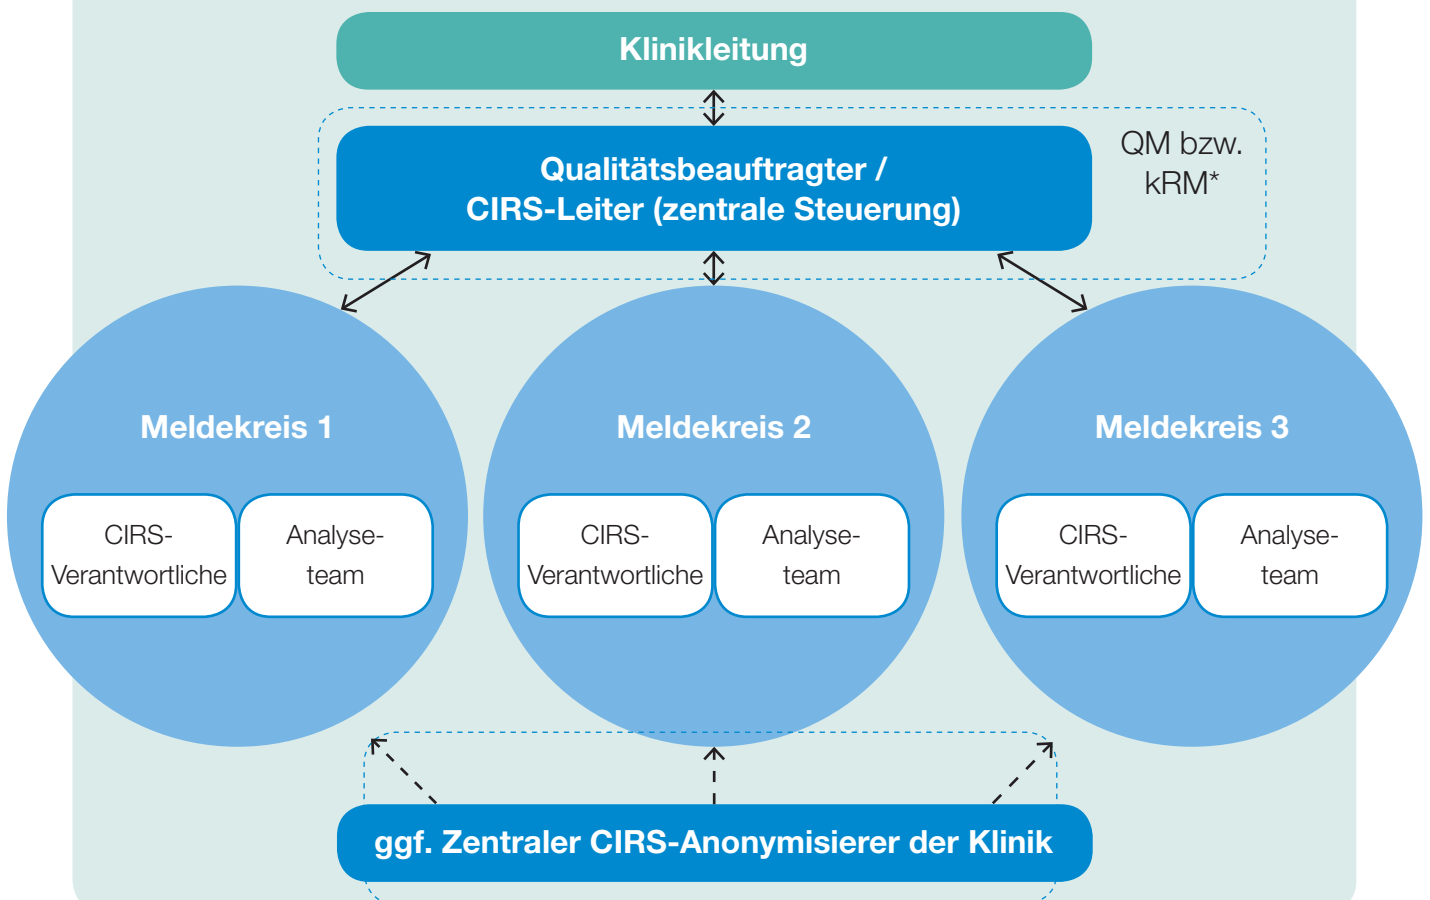 Klinikleitung
Qualitätsbeauftragter /
CIRS-Leiter (zentrale Steuerung)
QM bzw.
kRM*
Meldekreis 1
CIRS-
Verantwortliche
Analyse-
team
Meldekreis 2
CIRS-
Verantwortliche
Analyse-
team
Meldekreis 3
CIRS-
Verantwortliche
Analyse-
team
ggf. Zentraler CIRS-Anonymisierer der Klinik